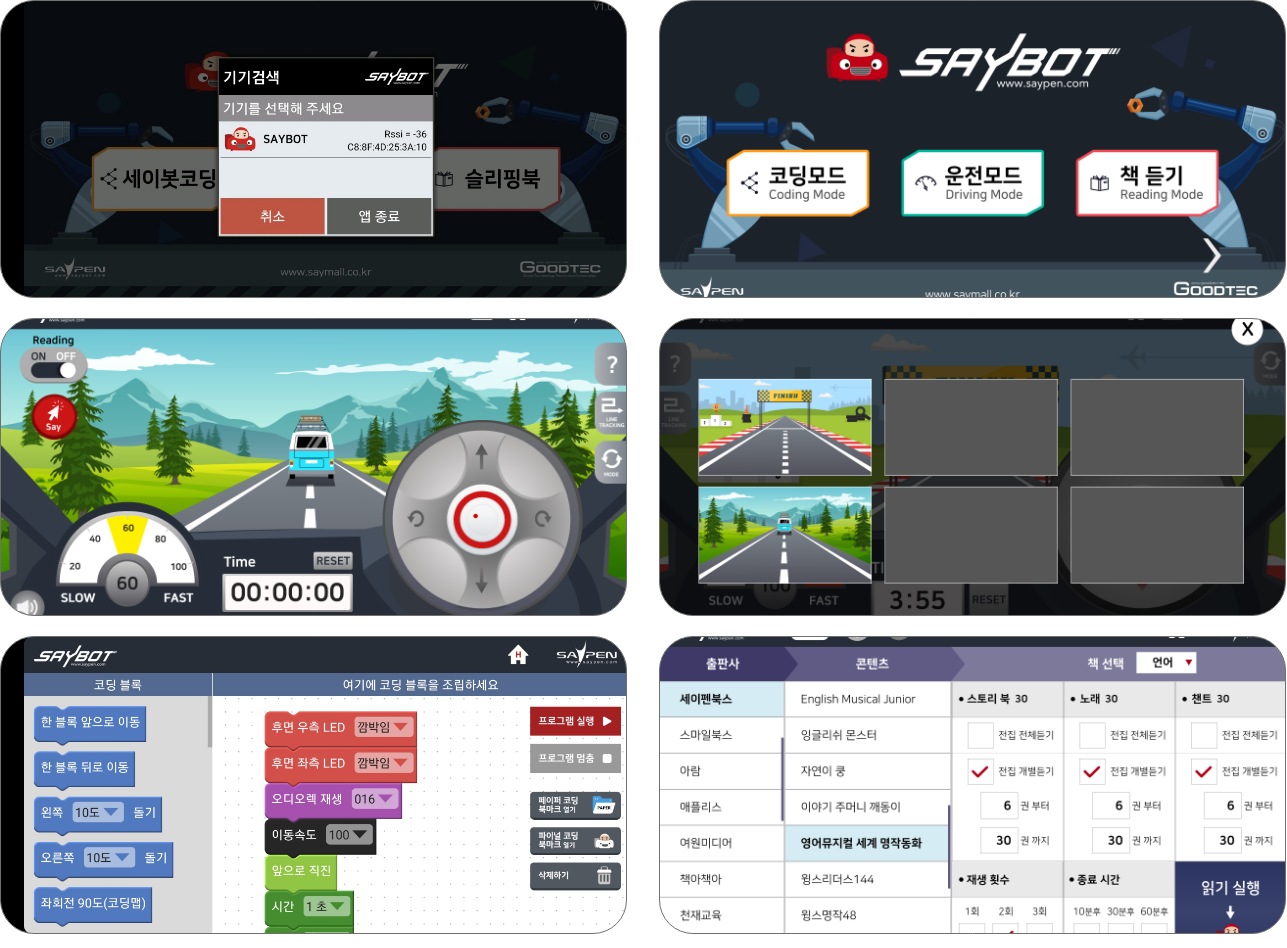 V1.0
기기검색
SAYBOT
기기를 선택해 주세요
SAYBOT
Rssi = -36
C8:8F:4D:25:3A:10
세이봇코딩
슬리핑북
취소
앱 종료
SAYPEN
www.saymall.co.kr
GOODTEC
SAYBOT
www.saypen.com
코딩모드
Coding Mode
운전모드
Driving Mode
책 듣기
Reading Mode
SAYPEN
www.saymall.co.kr
GOODTEC
Reading
ON OFF
Say
?
LINE
TRACKING
MODE
20
40
60
80
100
60
SLOW
FAST
Time
RESET
00:00:00
X
?
FINISH
SLOW
100
FAST
3:55
RESET
SAYBOT
www.saypen.com
H
SAYPEN
www.saypen.com
코딩 블록
여기에 코딩 블록을 조립하세요
한 블록 앞으로 이동
한 블록 뒤로 이동
왼쪽 10도 돌기
오른쪽 10도 돌기
좌회전 90도(코딩맵)
후면 우측 LED 깜박임
후면 좌측 LED 깜박임
오디오렉 재생 016
이동속도 100
앞으로 직진
시간 1 초
프로그램 실행
프로그램 멈춤
페이퍼 코딩
북마크 열기
PAPER
파이널 코딩
북마크 열기
삭제하기
출판사
콘텐츠
책 선택
언어
세이펜북스
스마일북스
아람
애플리스
여원미디어
책아책아
천재교육
English Musical Junior
잉글리쉬 몬스터
자연이 쿵
이야기 주머니 깨동이
영어뮤지컬 세계 명작동화
윙스리더스144
윙스명작48
• 스토리 북 30
• 노래 30
• 챈트 30
전집 전체듣기
전집 전체듣기
전집 전체듣기
전집 개별듣기
전집 개별듣기
전집 개별듣기
6 권 부터
6 권 부터
6 권 부터
30 권 까지
30 권 까지
30 권 까지
• 재생 횟수
• 종료 시간
1회 2회 3회
10분후 30분후 60분후
읽기 실행